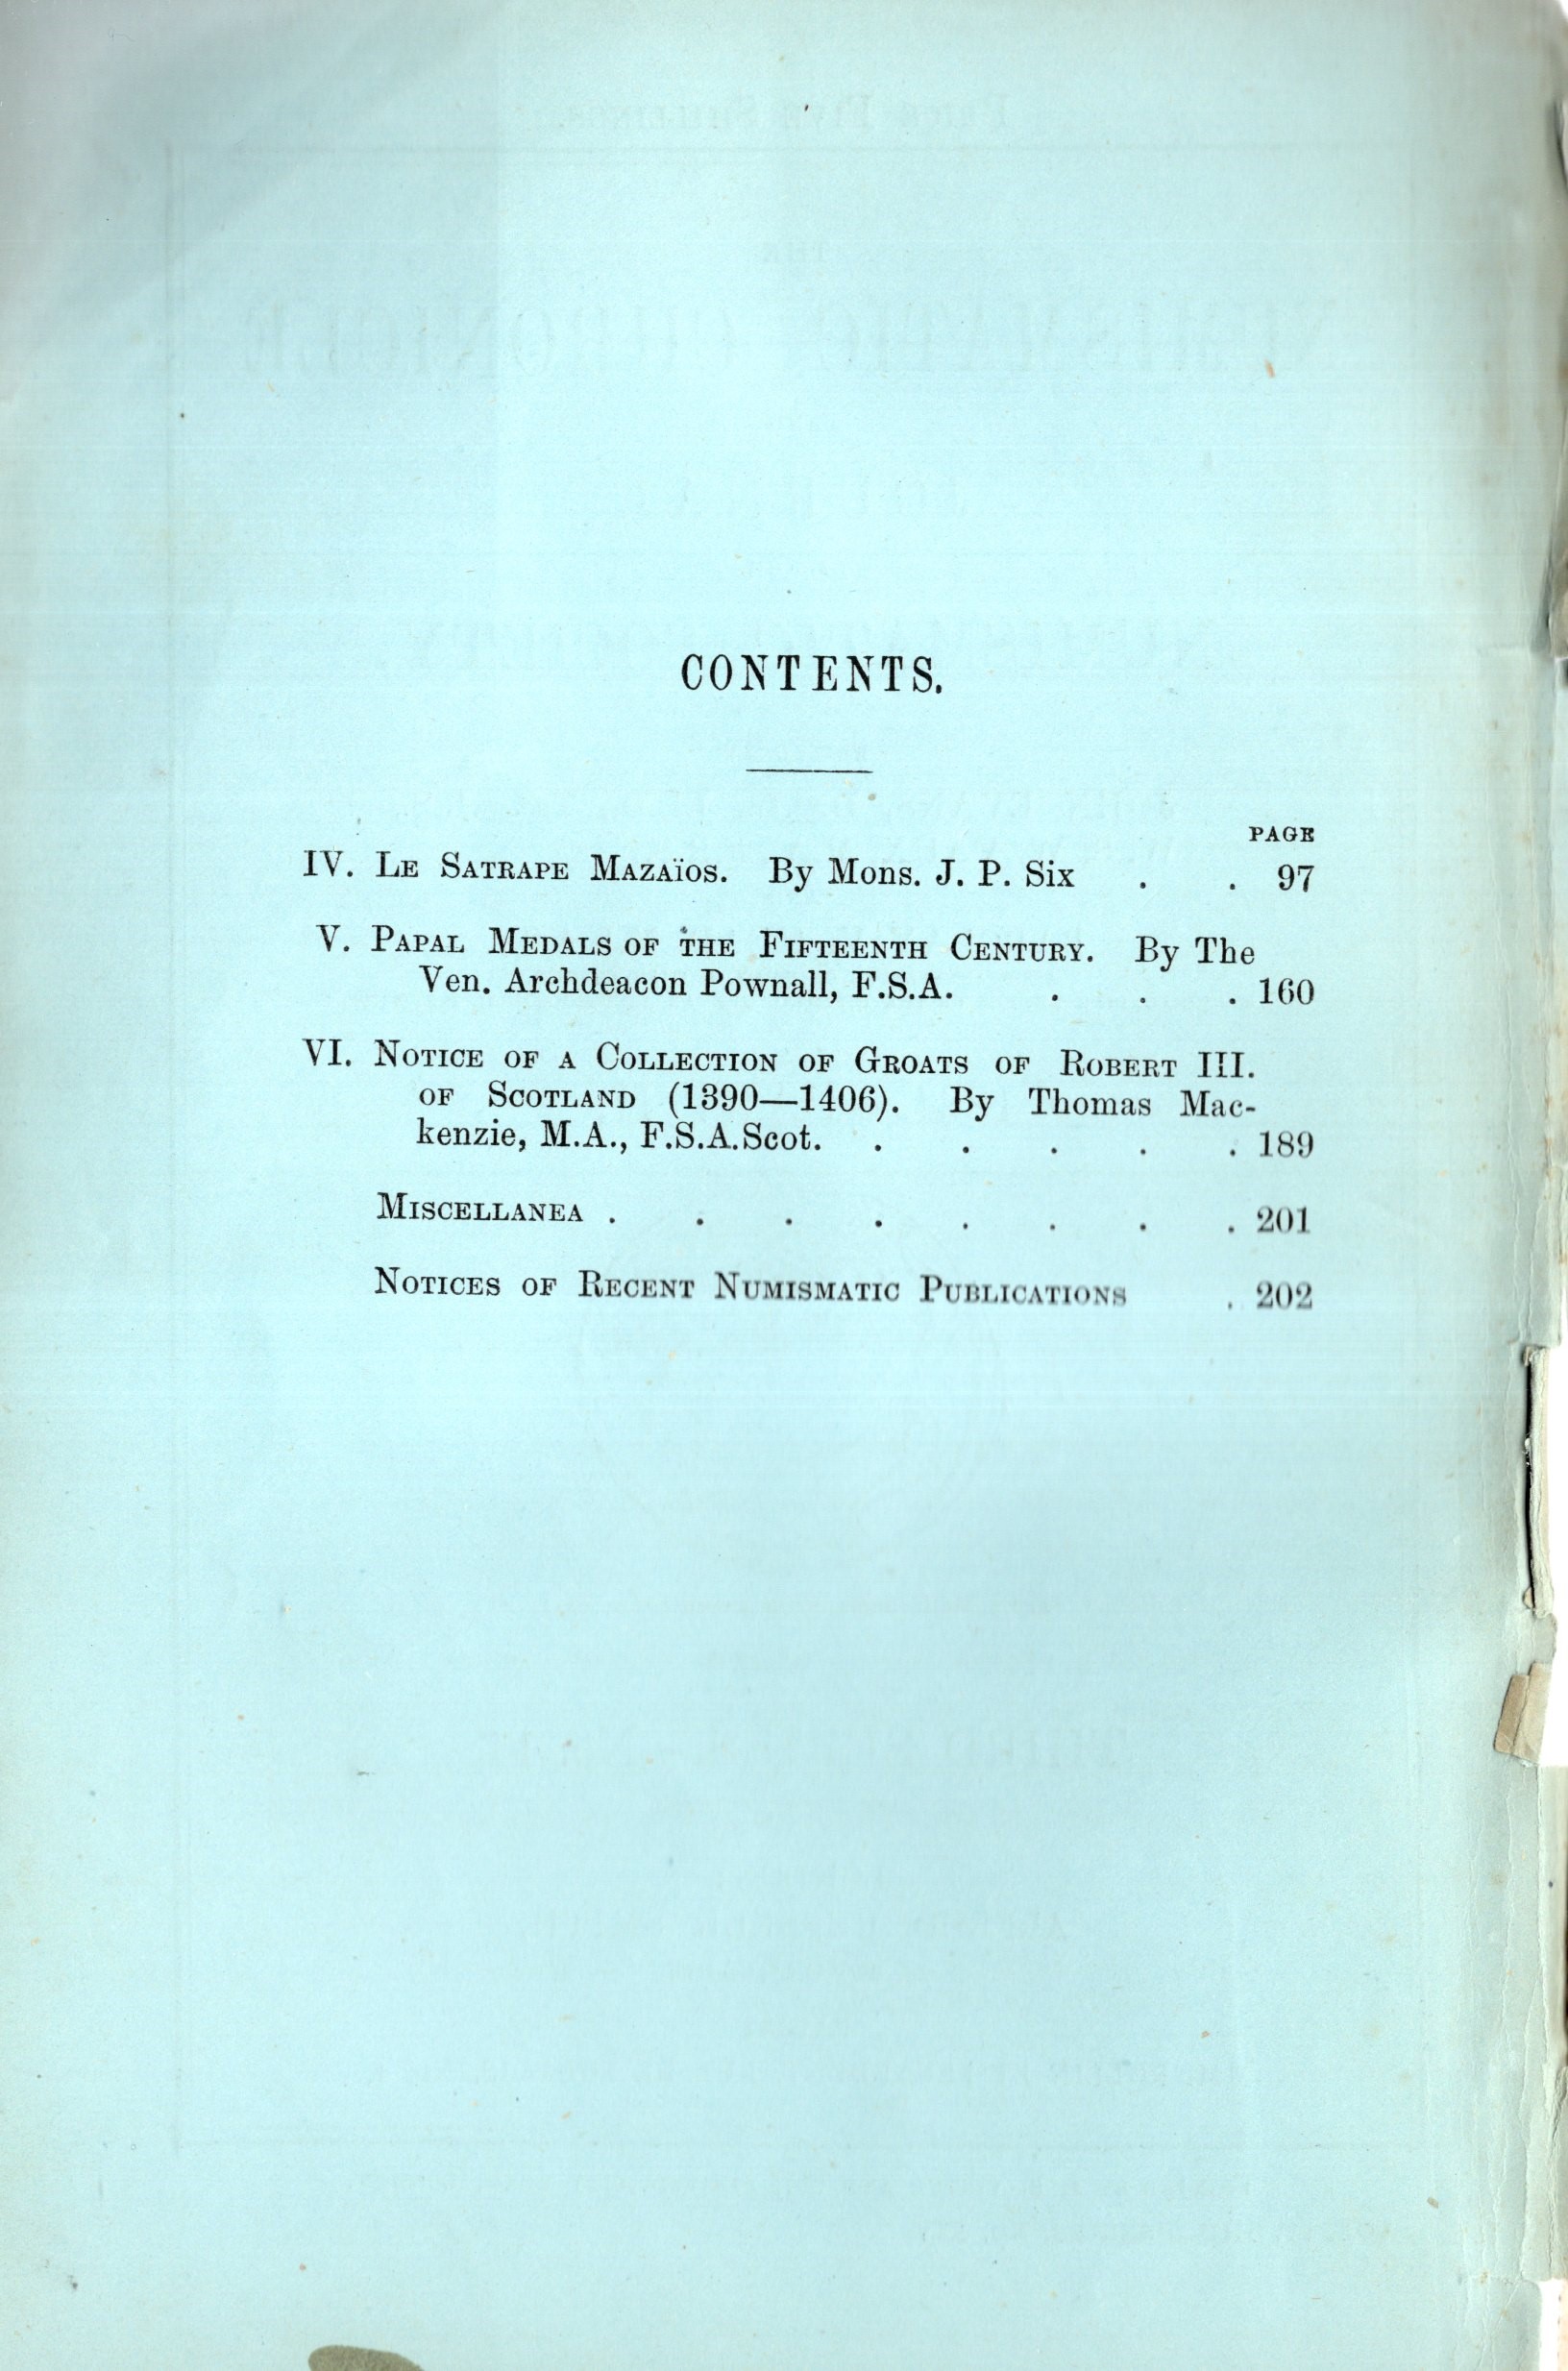 CONTENTS.
PAGE
IV. Le Satrape Mazaïos. By Mons. J. P. Six . . 97
V. Papal Medals of the Fifteenth Century. By The
Ven. Archdeacon Pownall, F.S.A. . . . 160
VI. Notice of a Collection of Groats of Robert III.
of Scotland (1390—1406). By Thomas Mac-
kenzie, M.A., F.S.A.Scot. . . . . . 189
Miscellanea . . . . . . . . 201
Notices of Recent Numismatic Publications . 202